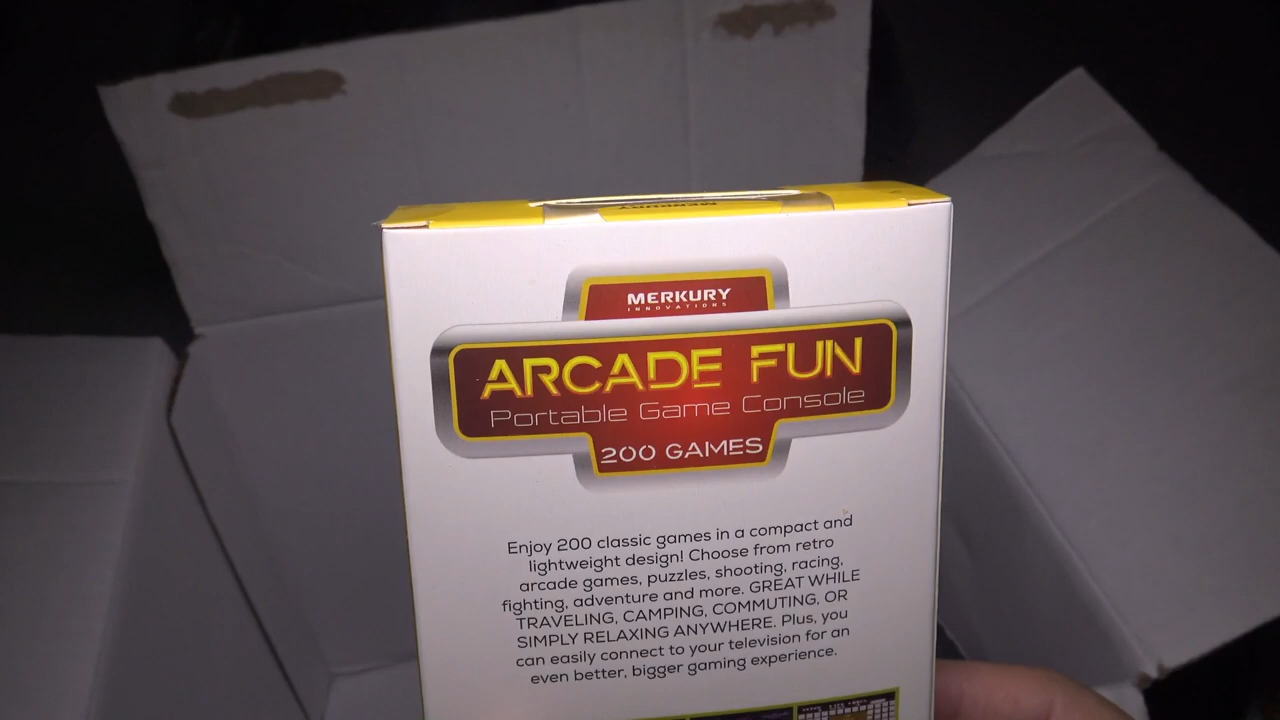 MERKURY
MERKURY
INNOVATIONS
ARCADE FUN
Portable Game Console
200 GAMES
Enjoy 200 classic games in a compact and
lightweight design! Choose from retro
arcade games, puzzles, shooting, racing,
fighting, adventure and more. GREAT WHILE
TRAVELING, CAMPING, COMMUTING, OR
SIMPLY RELAXING ANYWHERE. Plus, you
can easily connect to your television for an
even better, bigger gaming experience.